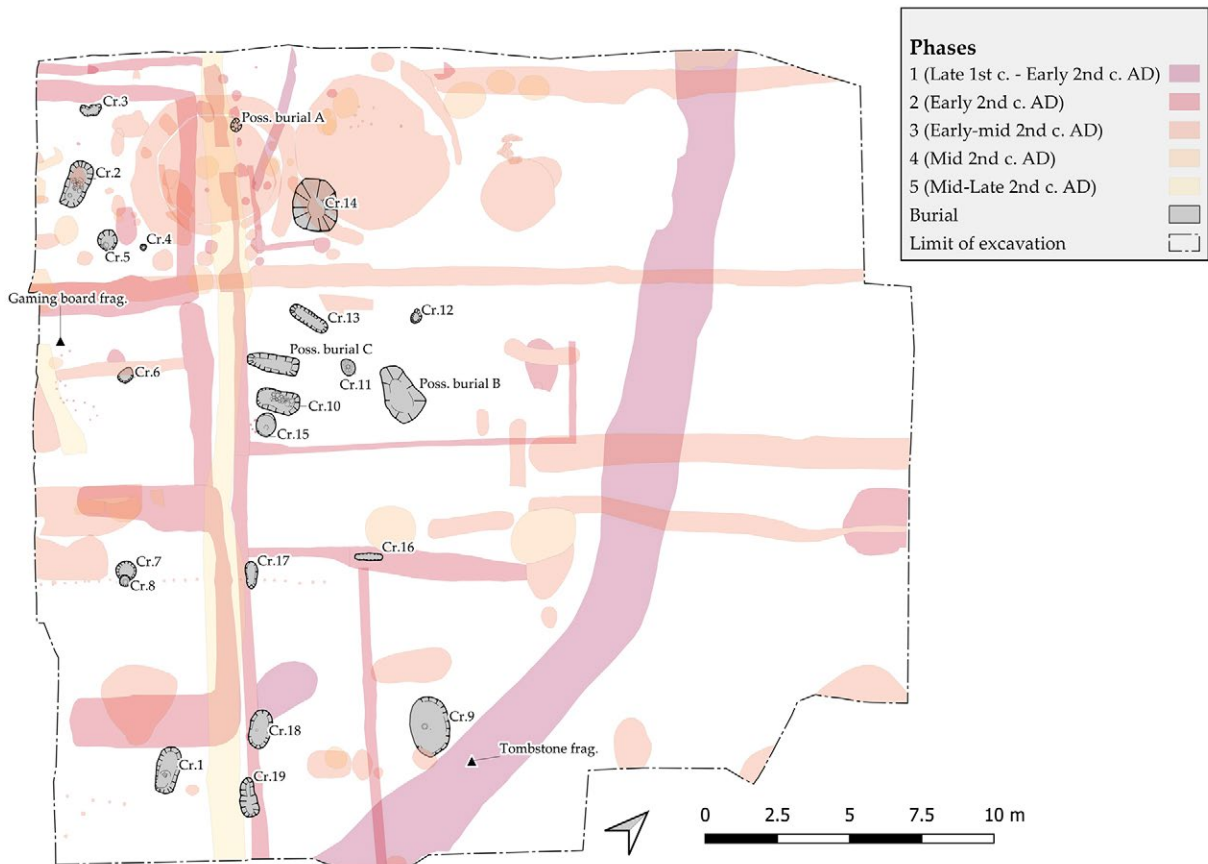 Phases
1 (Late 1st c. - Early 2nd c. AD)
2 (Early 2nd c. AD)
3 (Early-mid 2nd c. AD)
4 (Mid 2nd c. AD)
5 (Mid-Late 2nd c. AD)
Burial
Limit of excavation
Cr.3
Poss. burial A
Cr.2
Cr.14
Cr.5
Cr.4
Gaming board frag.
Cr.13
Cr.12
Poss. burial C
Cr.11
Poss. burial B
Cr.6
Cr.10
Cr.15
Cr.16
Cr.7
Cr.17
Cr.8
Cr.9
Cr.18
Tombstone frag.
Cr.1
Cr.19
0 2.5 5 7.5 10 m